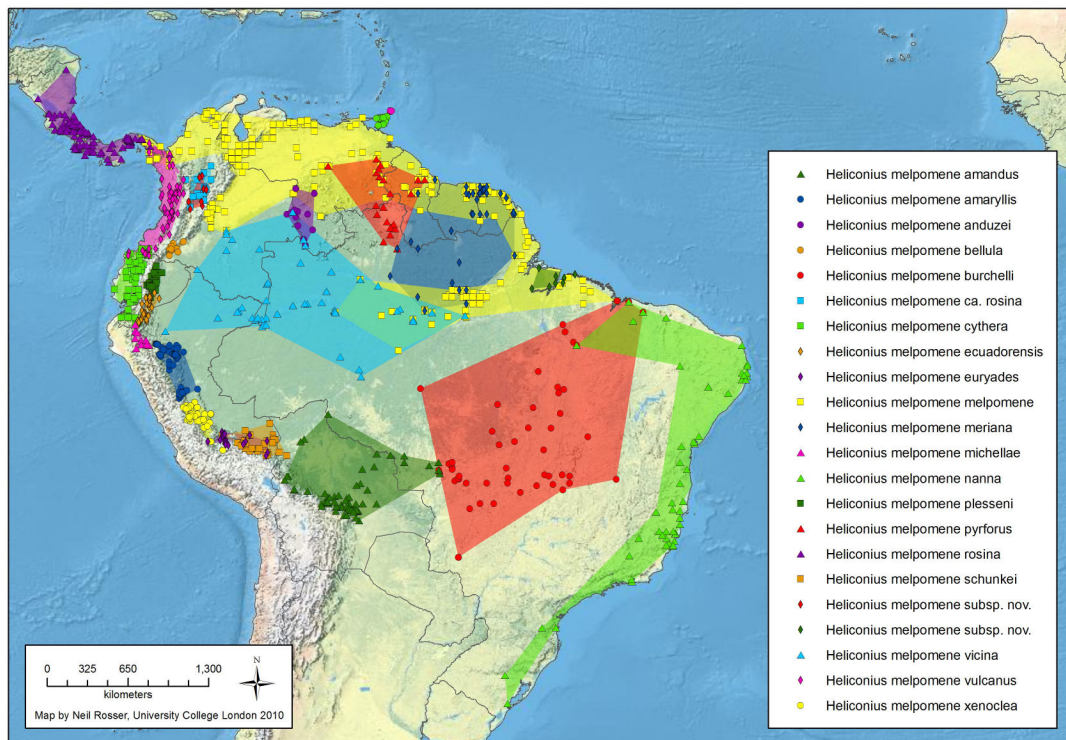 Heliconius melpomene amandus
Heliconius melpomene amaryllis
Heliconius melpomene anduzei
Heliconius melpomene bellula
Heliconius melpomene burchelli
Heliconius melpomene ca. rosina
Heliconius melpomene cythera
Heliconius melpomene ecuadorensis
Heliconius melpomene euryades
Heliconius melpomene melpomene
Heliconius melpomene meriana
Heliconius melpomene michellae
Heliconius melpomene nanna
Heliconius melpomene plesseni
Heliconius melpomene pyrforus
Heliconius melpomene rosina
Heliconius melpomene schunkei
Heliconius melpomene subsp. nov.
Heliconius melpomene subsp. nov.
Heliconius melpomene vicina
Heliconius melpomene vulcanus
Heliconius melpomene xenoclea
N
0 325 650 1,300
kilometers
Map by Neil Rosser, University College London 2010